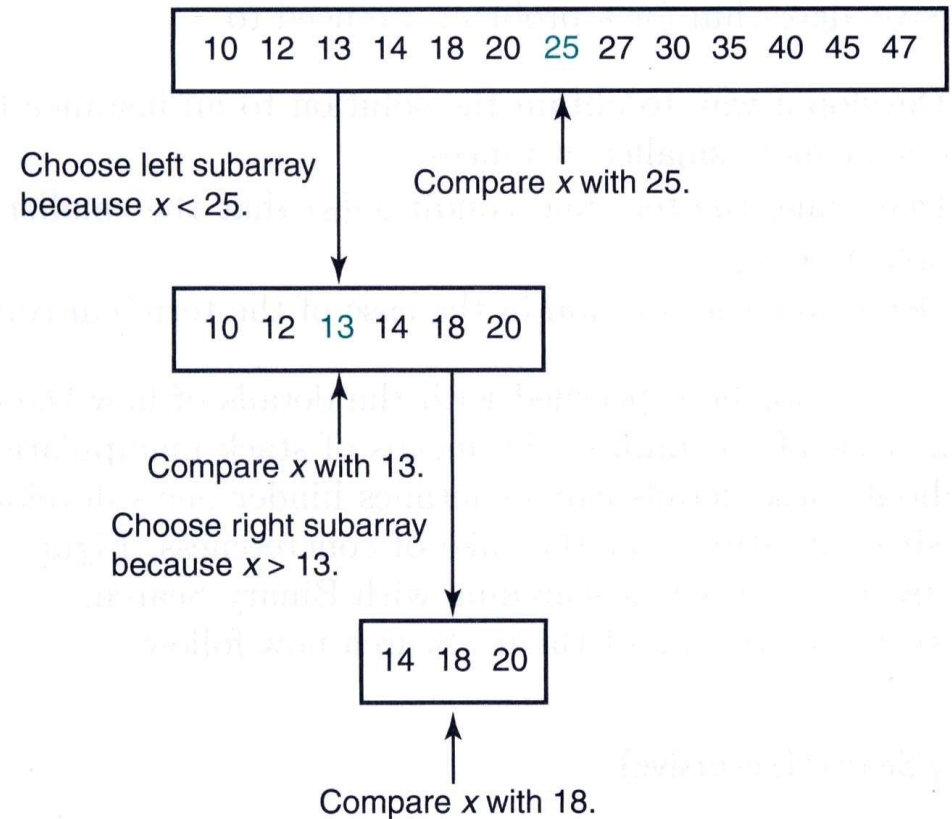 10 12 13 14 18 20 25 27 30 35 40 45 47
Choose left subarray
because x < 25.
Compare x with 25.
10 12 13 14 18 20
Compare x with 13.
Choose right subarray
because x > 13.
14 18 20
Compare x with 18.